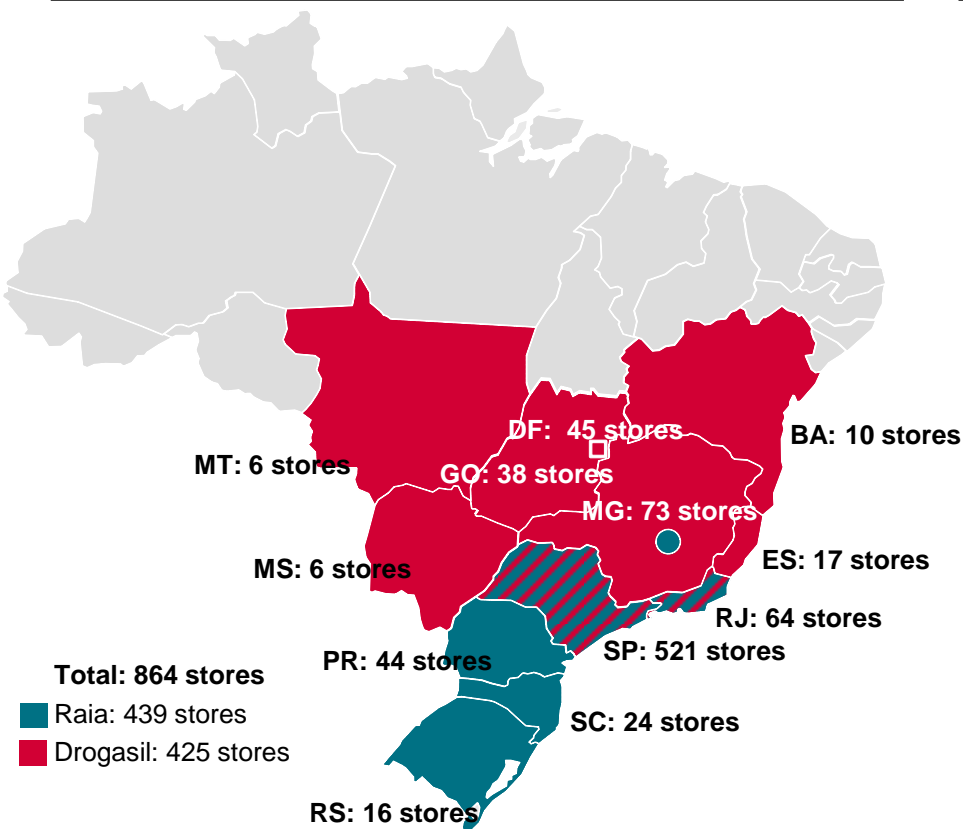 DF: 45 stores
BA: 10 stores
MT: 6 stores
GO: 38 stores
MG: 73 stores
MS: 6 stores
ES: 17 stores
RJ: 64 stores
SP: 521 stores
PR: 44 stores
Total: 864 stores
Raia: 439 stores
SC: 24 stores
Drogasil: 425 stores
RS: 16 stores